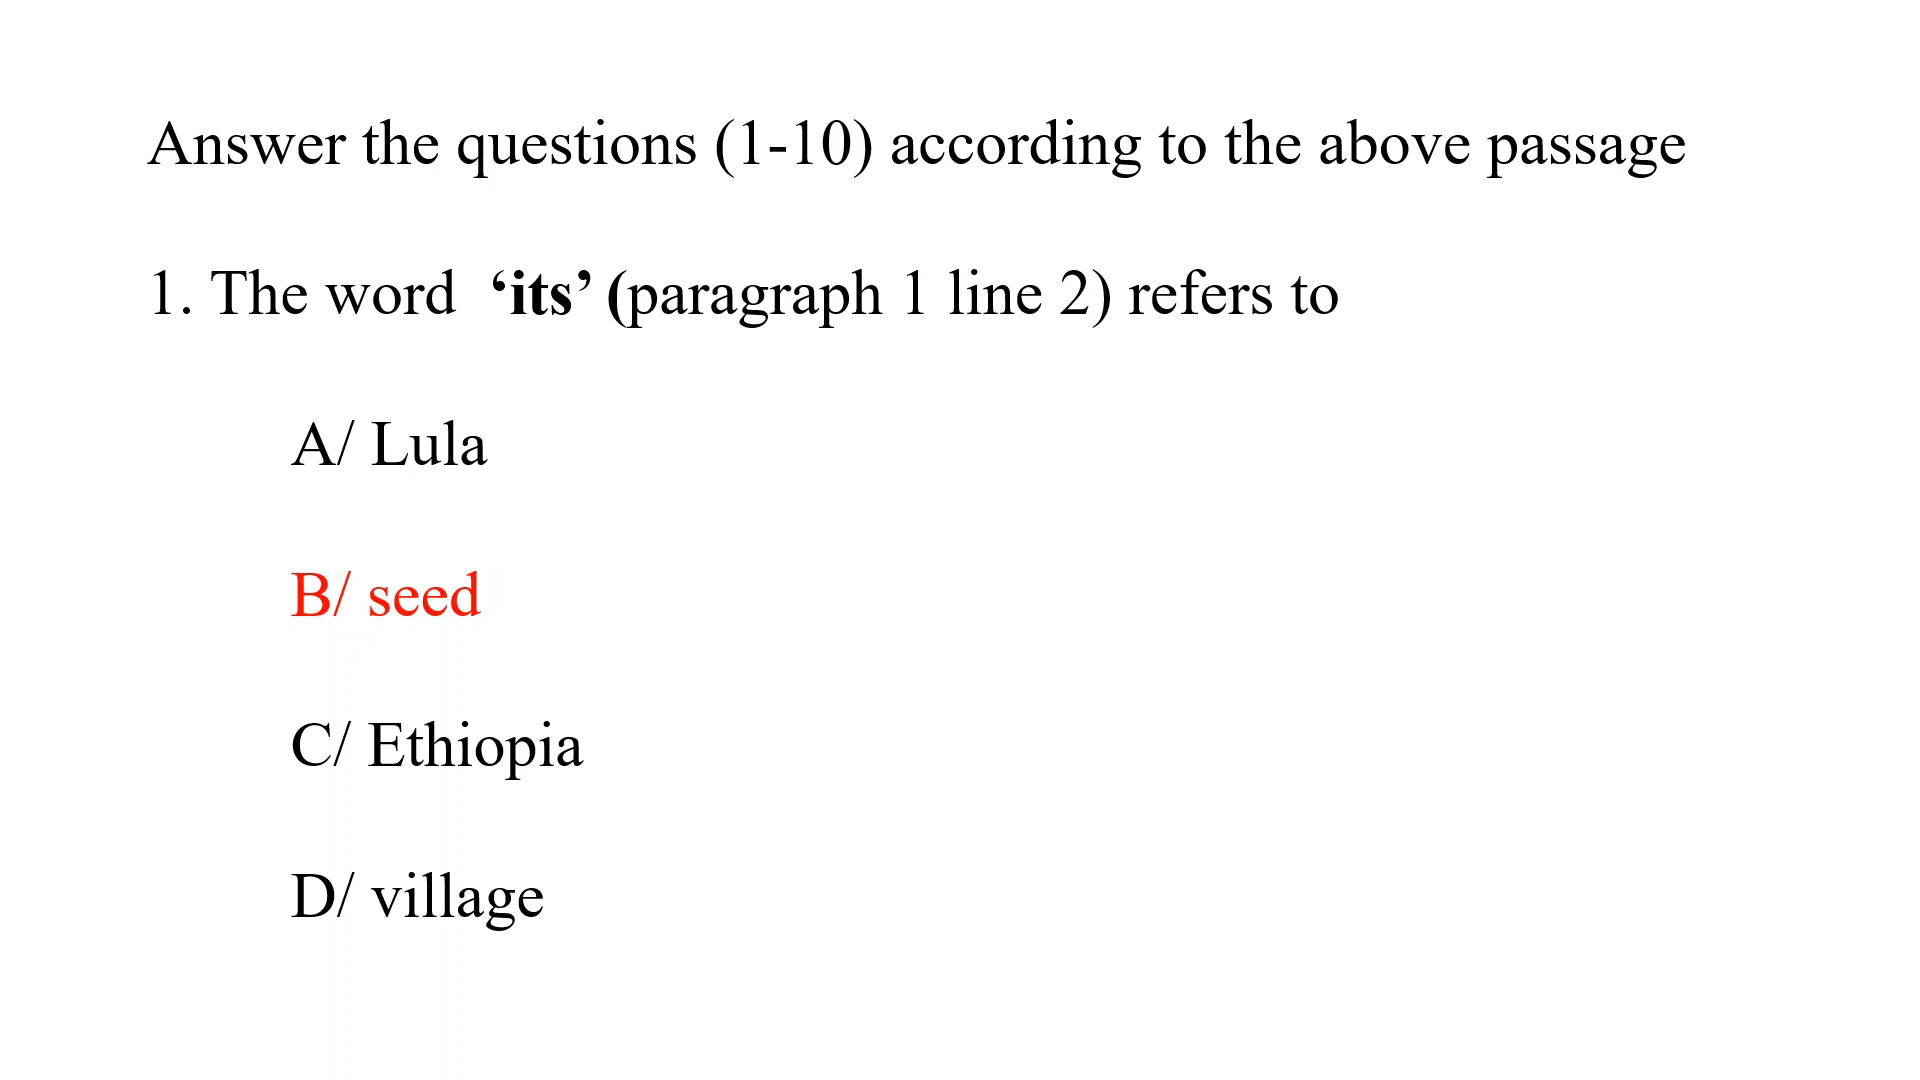 Answer the questions (1-10) according to the above passage
1. The word ‘its’ (paragraph 1 line 2) refers to
A/ Lula
B/ seed
C/ Ethiopia
D/ village